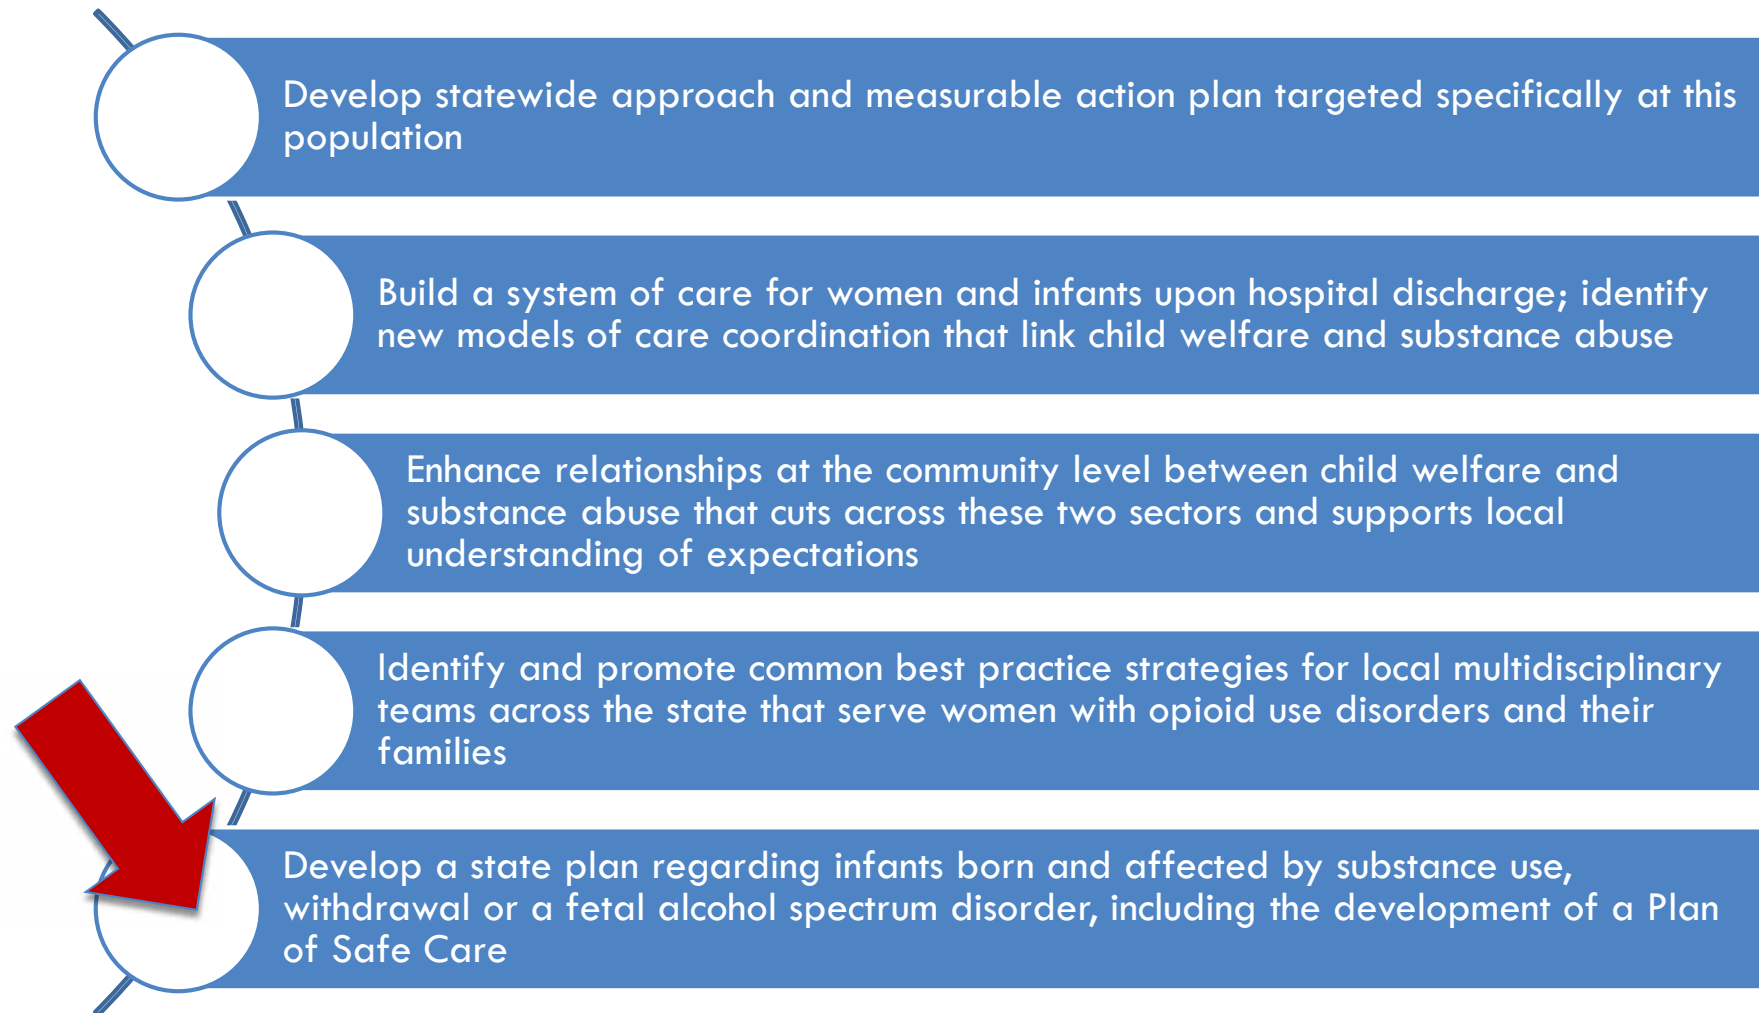 Develop statewide approach and measurable action plan targeted specifically at this
population
Build a system of care for women and infants upon hospital discharge; identify
new models of care coordination that link child welfare and substance abuse
Enhance relationships at the community level between child welfare and
substance abuse that cuts across these two sectors and supports local
understanding of expectations
Identify and promote common best practice strategies for local multidisciplinary
teams across the state that serve women with opioid use disorders and their
families
Develop a state plan regarding infants born and affected by substance use,
withdrawal or a fetal alcohol spectrum disorder, including the development of a Plan
of Safe Care